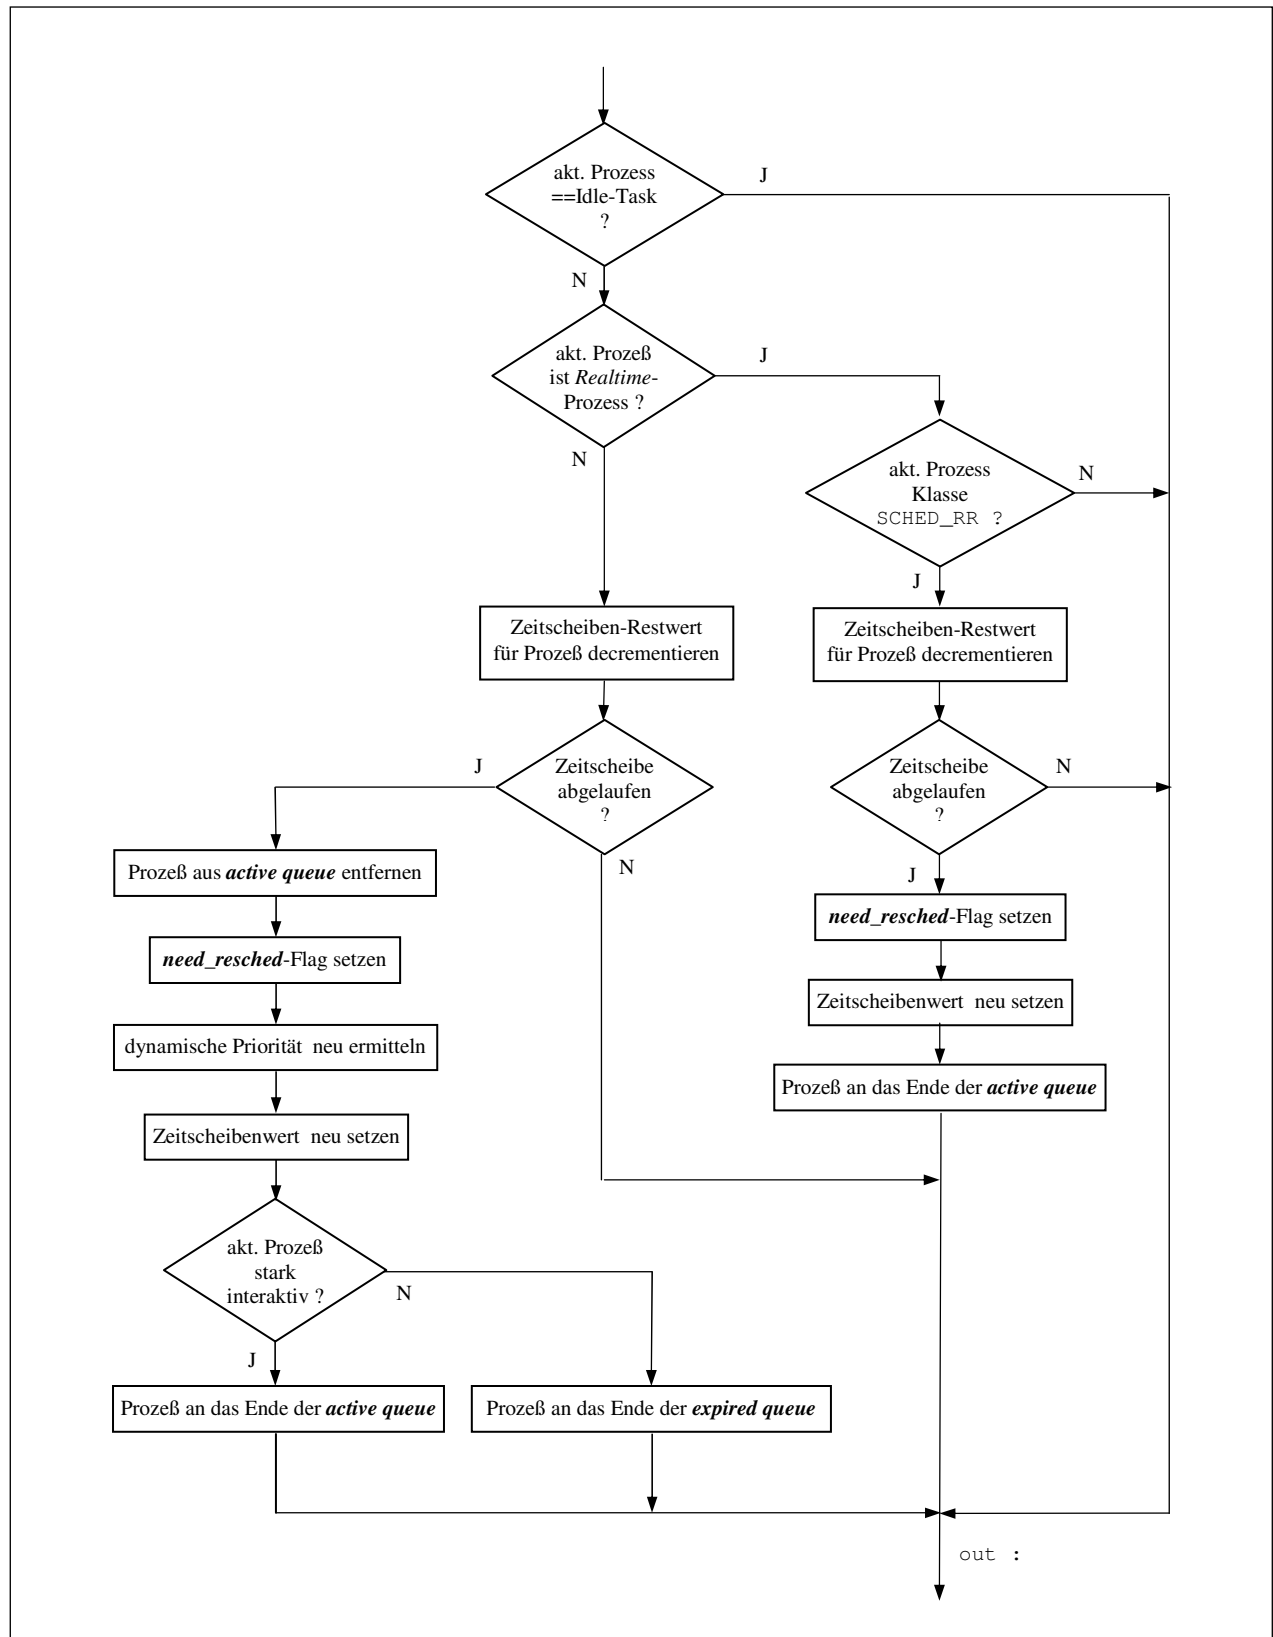 akt. Prozess
==Idle-Task
?
J
N
akt. Prozeß
ist Realtime-
Prozess ?
J
N
akt. Prozess
Klasse
SCHED_RR ?
N
J
Zeitscheiben-Restwert
für Prozeß decrementieren
Zeitscheiben-Restwert
für Prozeß decrementieren
Zeitscheibe
abgelaufen
?
J
N
Zeitscheibe
abgelaufen
?
N
J
Prozeß aus active queue entfernen
need_resched-Flag setzen
dynamische Priorität neu ermitteln
Zeitscheibenwert neu setzen
need_resched-Flag setzen
Zeitscheibenwert neu setzen
Prozeß an das Ende der active queue
akt. Prozeß
stark
interaktiv ?
N
J
Prozeß an das Ende der active queue
Prozeß an das Ende der expired queue
out :